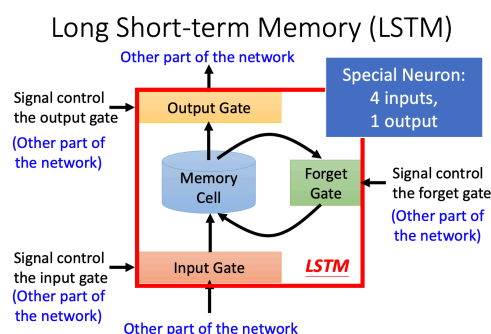 Long Short-term Memory (LSTM)
Other part of the network
Special Neuron:
4 inputs,
1 output
Signal control
the output gate
(Other part of
the network)
Output Gate
Memory
Cell
Forget
Gate
Signal control
the forget gate
(Other part of
the network)
Signal control
the input gate
(Other part of
the network)
Input Gate
LSTM
Other part of the network